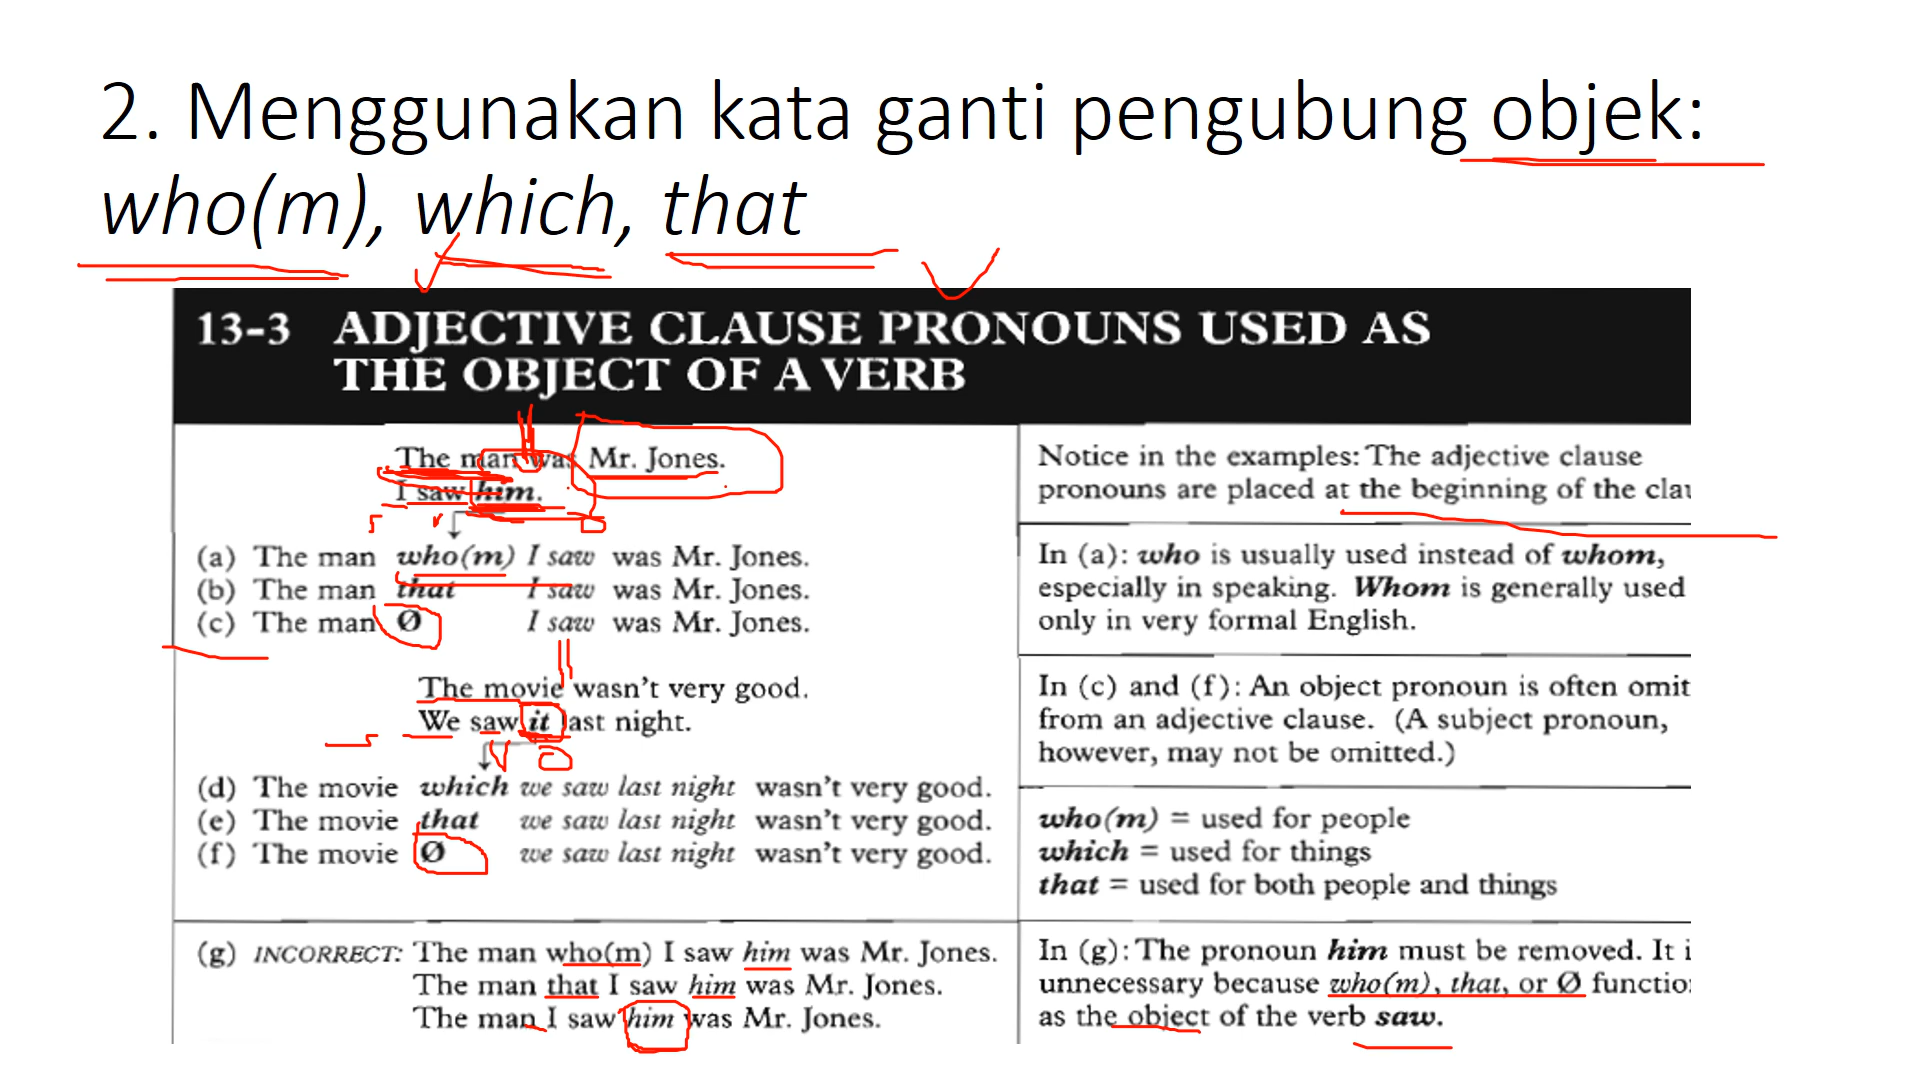 2. Menggunakan kata ganti pengubung objek:
who(m), which, that
13-3 ADJECTIVE CLAUSE PRONOUNS USED AS
THE OBJECT OF A VERB
The man was Mr. Jones.
I saw him.
(a) The man who(m) I saw was Mr. Jones.
(b) The man that I saw was Mr. Jones.
(c) The man Ø I saw was Mr. Jones.
The movie wasn't very good.
We saw it last night.
(d) The movie which we saw last night wasn't very good.
(e) The movie that we saw last night wasn't very good.
(f) The movie Ø we saw last night wasn't very good.
(g) INCORRECT: The man who(m) I saw him was Mr. Jones.
The man that I saw him was Mr. Jones.
The man I saw him was Mr. Jones.
Notice in the examples: The adjective clause
pronouns are placed at the beginning of the
In (a): who is usually used instead of whom,
especially in speaking. Whom is generally used
only in very formal English.
In (c) and (f): An object pronoun is often omit
from an adjective clause. (A subject pronoun,
however, may not be omitted.)
who(m) = used for people
which = used for things
that = used for both people and things
In (g): The pronoun him must be removed. It
unnecessary because who(m), that, or Ø functio
as the object of the verb saw.